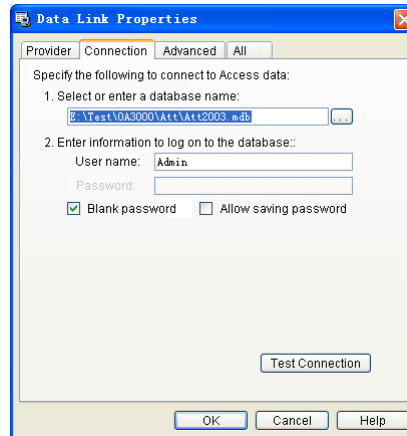 Data Link Properties
Provider Connection Advanced All
Specify the following to connect to Access data:
1. Select or enter a database name:
E:\Test\OA3000\Att\Att2003.mdb ...
2. Enter information to log on to the database::
User name: Admin
Password:
Blank password Allow saving password
Test Connection
OK Cancel Help